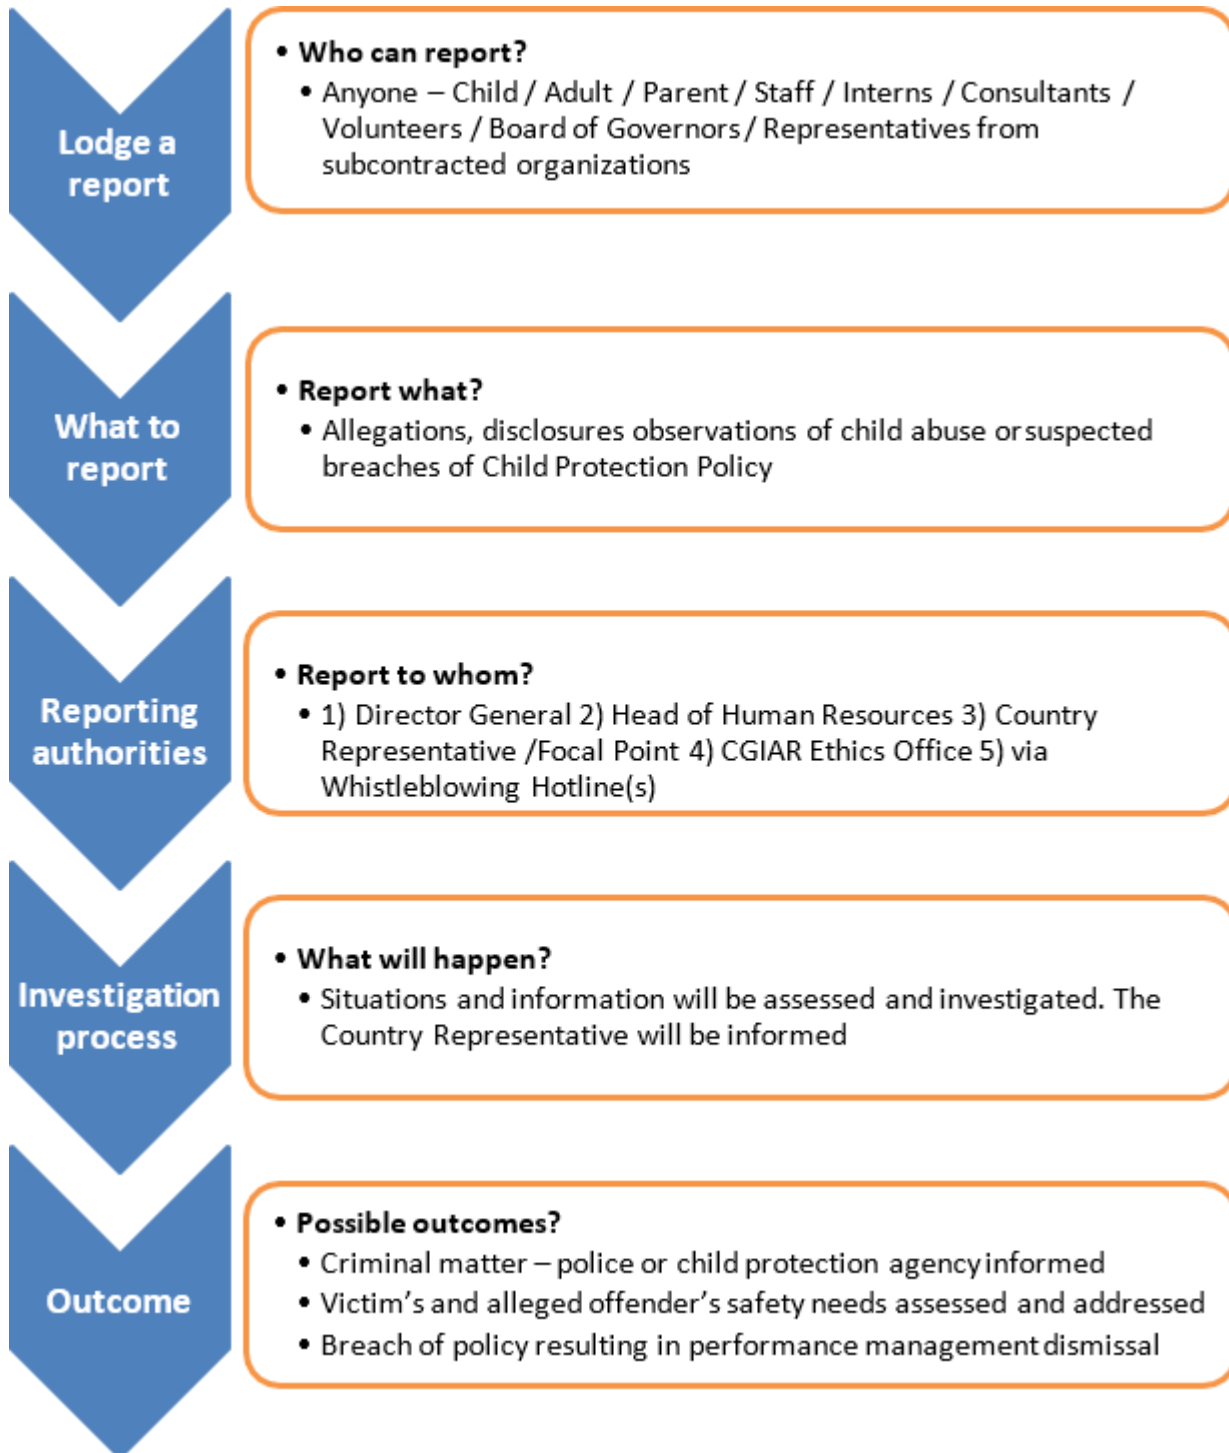 Lodge a
report
• Who can report?
• Anyone – Child / Adult / Parent / Staff / Interns / Consultants /
Volunteers / Board of Governors / Representatives from
subcontracted organizations
What to
report
• Report what?
• Allegations, disclosures observations of child abuse or suspected
breaches of Child Protection Policy
Reporting
authorities
• Report to whom?
• 1) Director General 2) Head of Human Resources 3) Country
Representative /Focal Point 4) CGIAR Ethics Office 5) via
Whistleblowing Hotline(s)
Investigation
process
• What will happen?
• Situations and information will be assessed and investigated. The
Country Representative will be informed
Outcome
• Possible outcomes?
• Criminal matter – police or child protection agency informed
• Victim's and alleged offender's safety needs assessed and addressed
• Breach of policy resulting in performance management dismissal